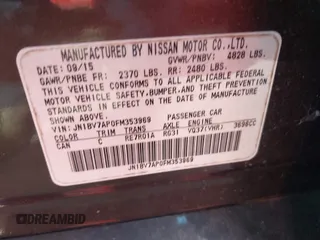 MANUFACTURED BY NISSAN MOTOR CO.,LTD.
DATE: 09/15 GVWR/PNBV: 4828 LBS.
GAWR/PNBE FR: 2370 LBS. RR: 2480 LBS.
THIS VEHICLE CONFORMS TO ALL APPLICABLE FEDERAL
MOTOR VEHICLE SAFETY,BUMPER,AND THEFT PREVENTION
STANDARDS IN EFFECT ON THE DATE OF MANUFACTURE
SHOWN ABOVE. PASSENGER CAR
V.I.N: JN1BV7AP0FM353969
COLOR TRIM TRANS AXLE ENGINE
CAN C RE7R01A RG31 VQ37(VHR) 3696CC
JN1BV7AP0FM353969
© DREAMBID AND IAAI